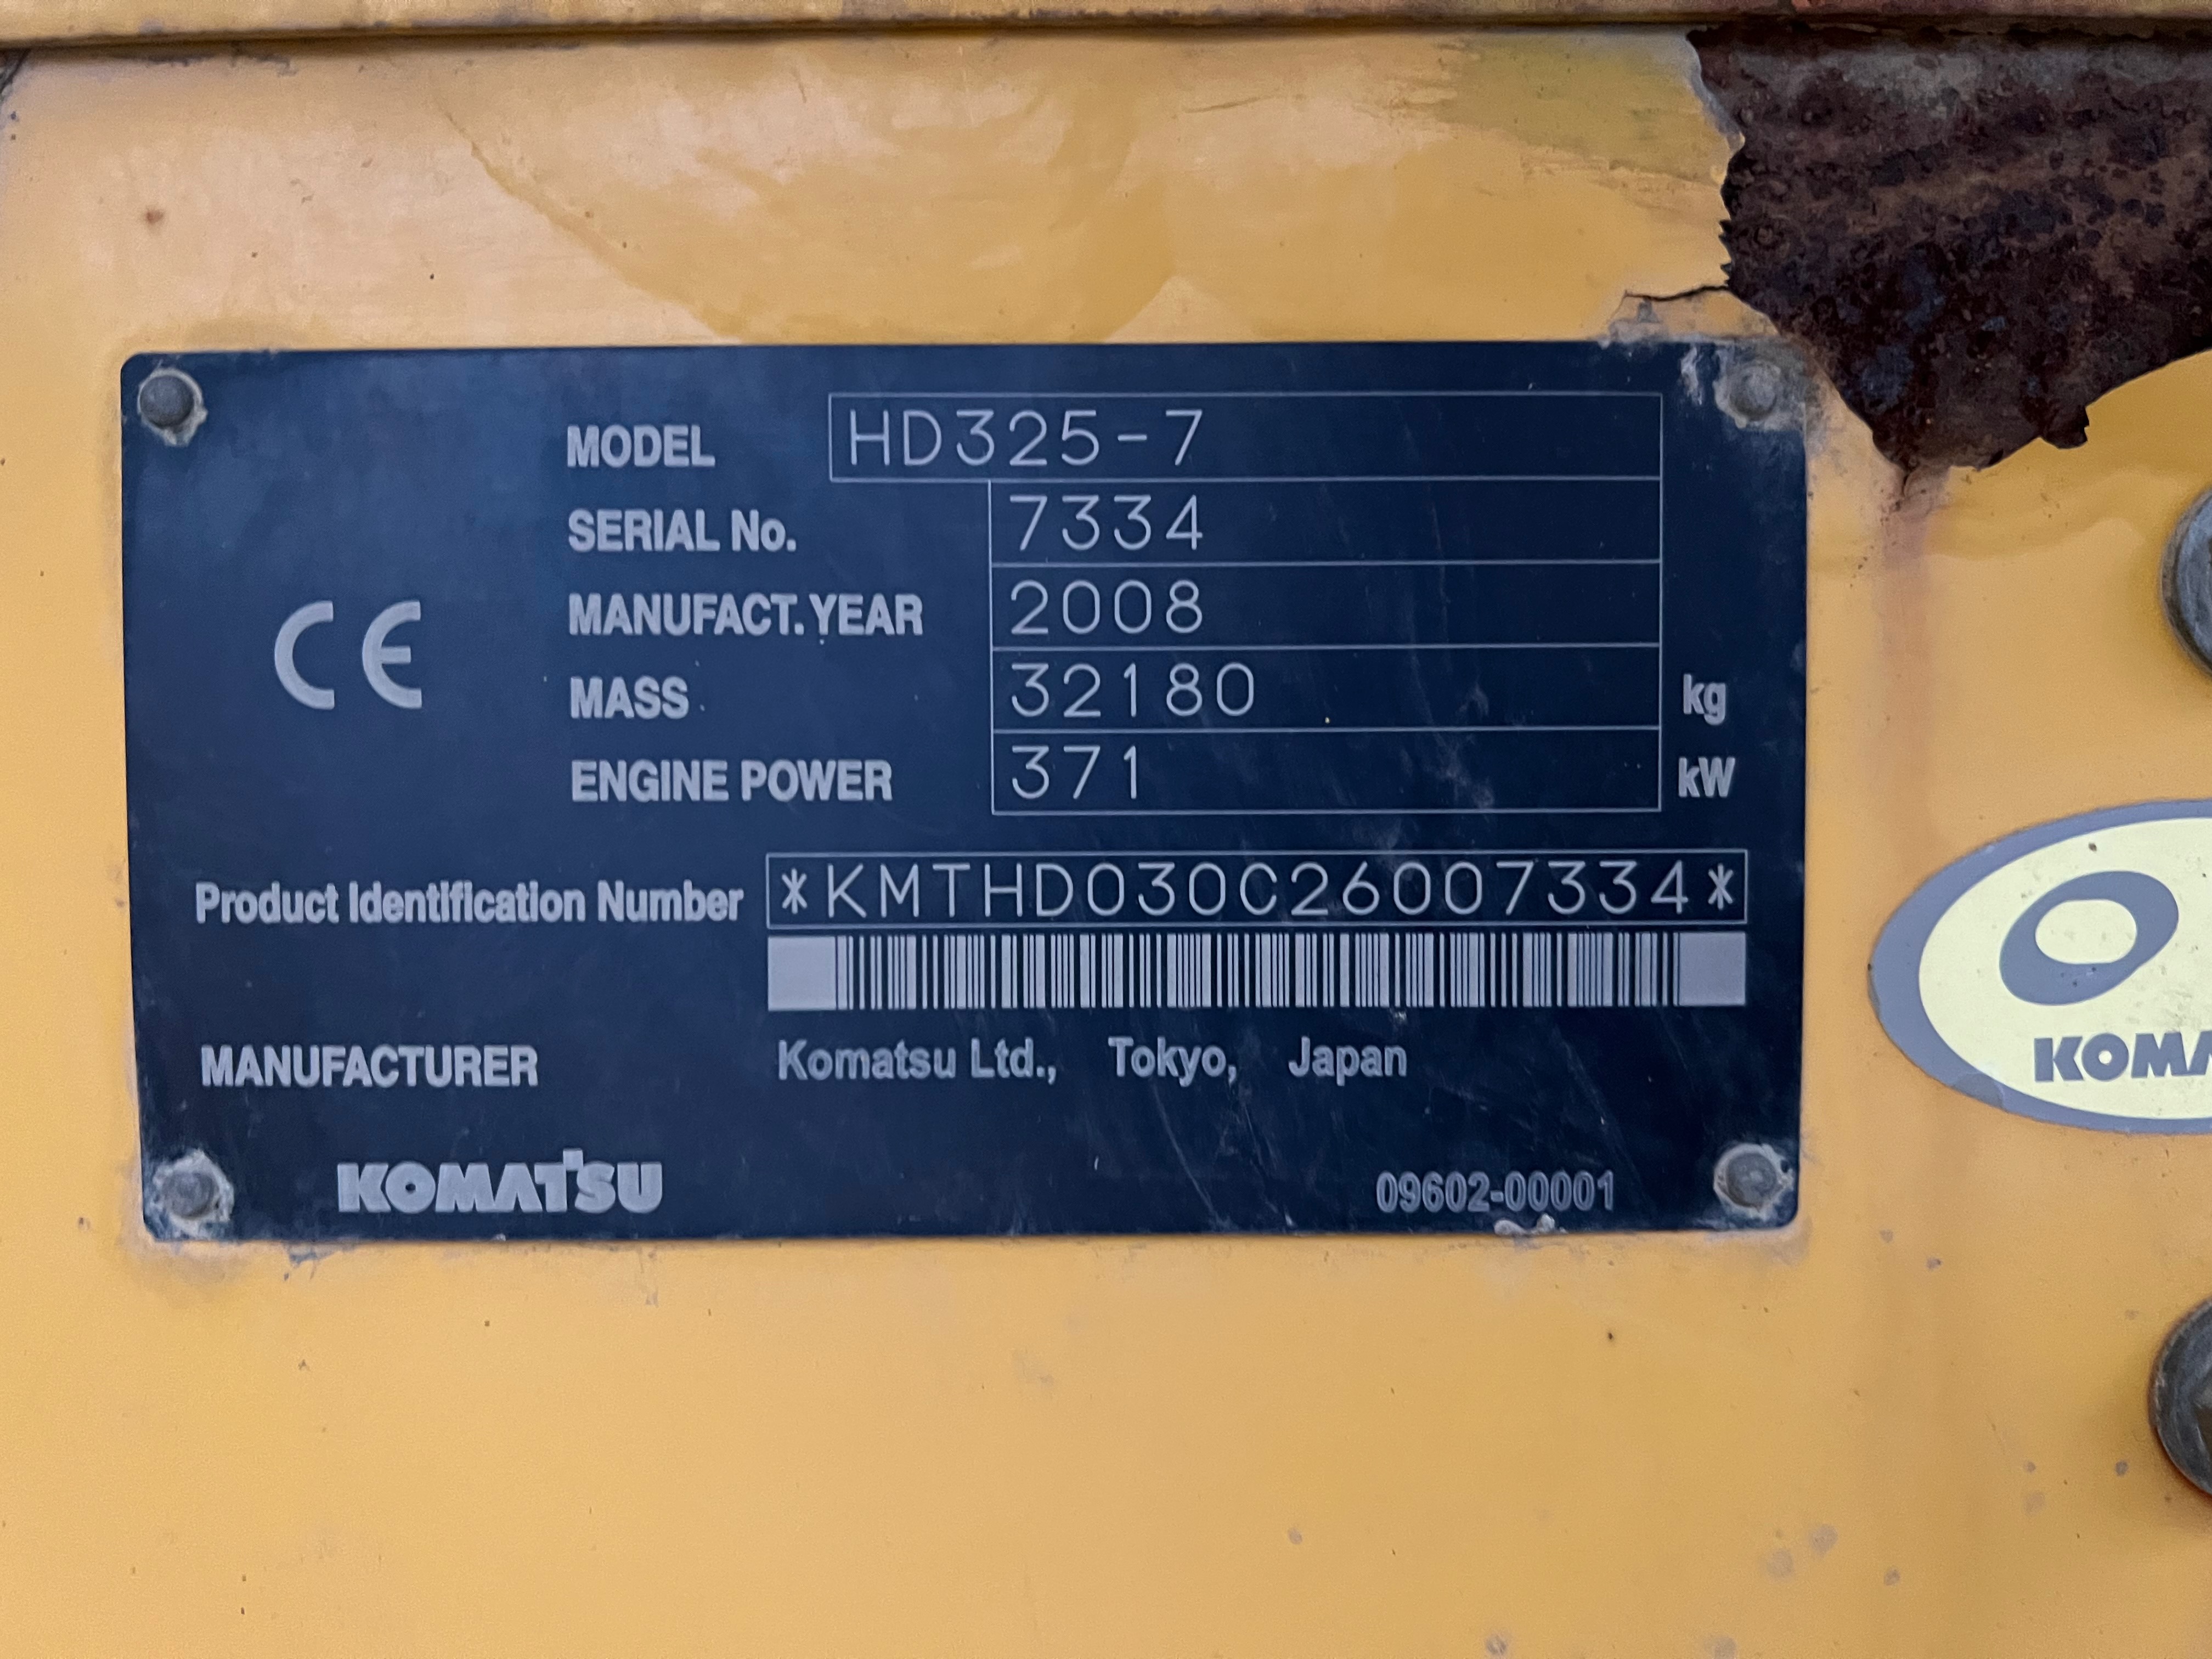 MODEL HD325-7
SERIAL No. 7334
MANUFACT. YEAR 2008
MASS 32180 kg
ENGINE POWER 371 kW
CE
Product Identification Number *KMTHD030C26007334*
MANUFACTURER Komatsu Ltd., Tokyo, Japan
KOMATSU 09602-00001
KOMA